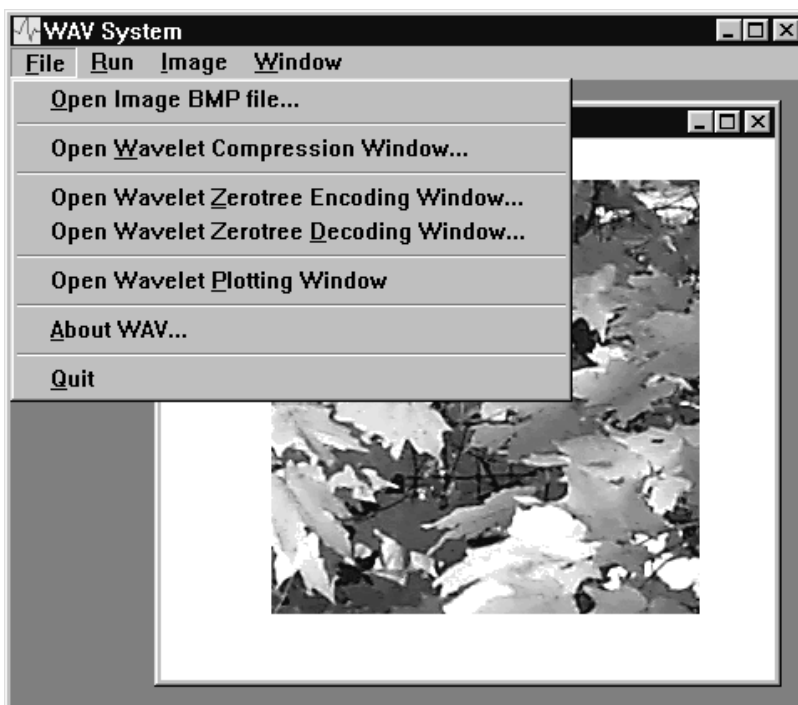 WAV System
File Run Image Window
Open Image BMP file...
Open Wavelet Compression Window...
Open Wavelet Zerotree Encoding Window...
Open Wavelet Zerotree Decoding Window...
Open Wavelet Plotting Window
About WAV...
Quit